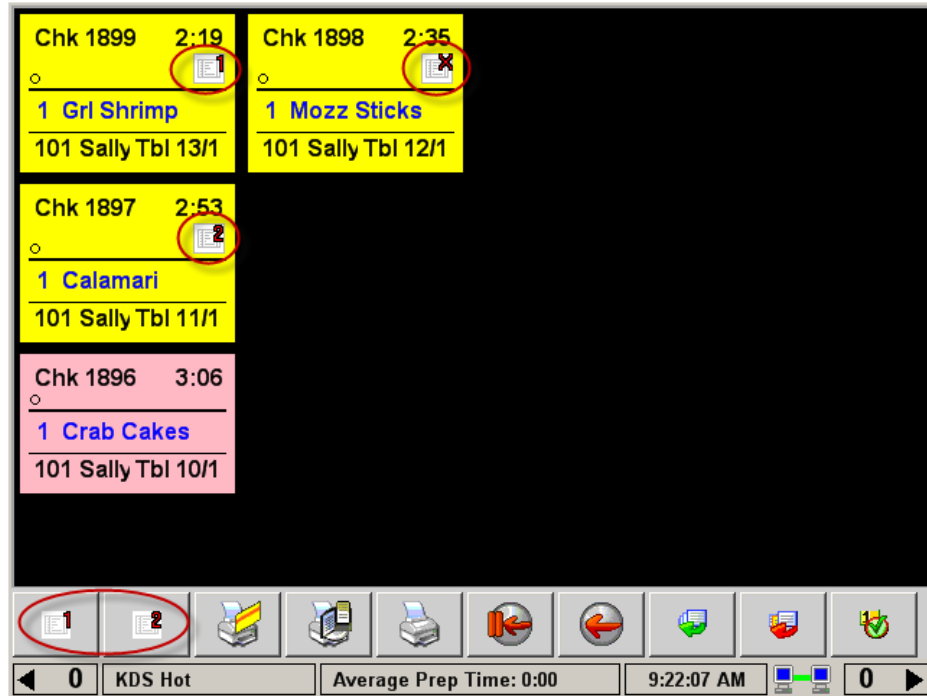 Chk 1899 2:19
1
1 Grl Shrimp
101 Sally Tbl 13/1
Chk 1898 2:35
X
1 Mozz Sticks
101 Sally Tbl 12/1
Chk 1897 2:53
2
1 Calamari
101 Sally Tbl 11/1
Chk 1896 3:06
1 Crab Cakes
101 Sally Tbl 10/1
1 2 1
0 KDS Hot Average Prep Time: 0:00 9:22:07 AM 0